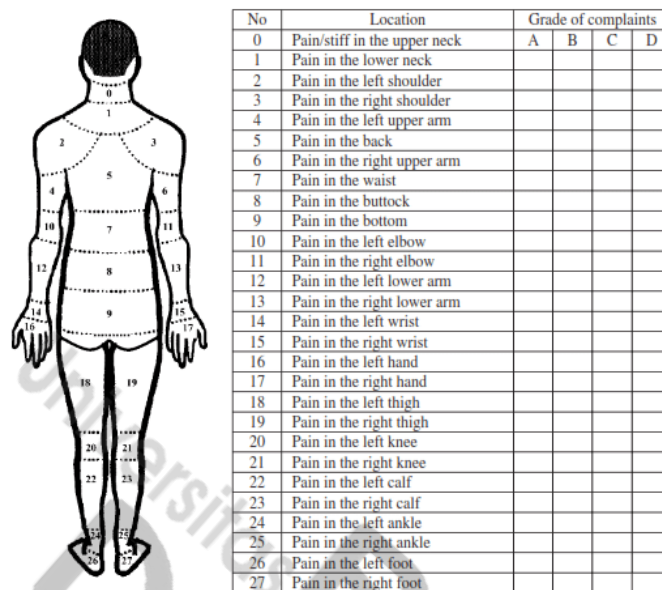 No Location Grade of complaints
0 Pain/stiff in the upper neck A B C D
1 Pain in the lower neck
2 Pain in the left shoulder
3 Pain in the right shoulder
4 Pain in the left upper arm
5 Pain in the back
6 Pain in the right upper arm
7 Pain in the waist
8 Pain in the buttock
9 Pain in the bottom
10 Pain in the left elbow
11 Pain in the right elbow
12 Pain in the left lower arm
13 Pain in the right lower arm
14 Pain in the left wrist
15 Pain in the right wrist
16 Pain in the left hand
17 Pain in the right hand
18 Pain in the left thigh
19 Pain in the right thigh
20 Pain in the left knee
21 Pain in the right knee
22 Pain in the left calf
23 Pain in the right calf
24 Pain in the left ankle
25 Pain in the right ankle
26 Pain in the left foot
27 Pain in the right foot
0
1
2 3
5
4 6
10 7 11
12 8 13
14 9 15
16 17
18 19
20 21
22 23
24 25
26 27
Universitas